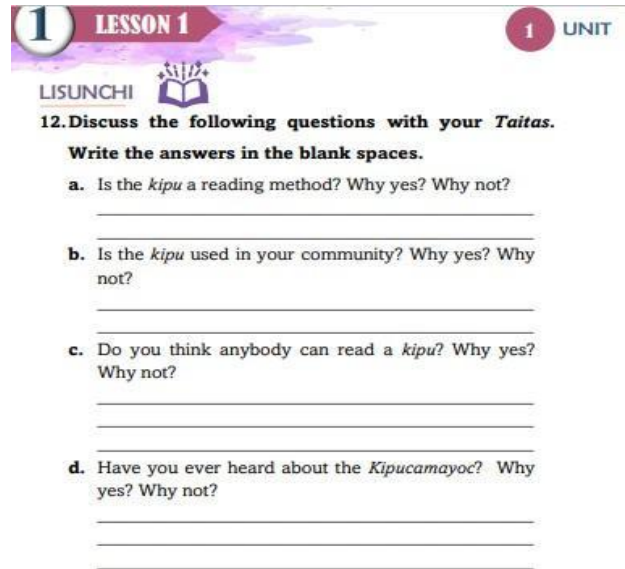 1 LESSON 1
1 UNIT
LISUNCHI
12. Discuss the following questions with your Taitas.
Write the answers in the blank spaces.
a. Is the kipu a reading method? Why yes? Why not?
b. Is the kipu used in your community? Why yes? Why
not?
c. Do you think anybody can read a kipu? Why yes?
Why not?
d. Have you ever heard about the Kipucamayoc? Why
yes? Why not?